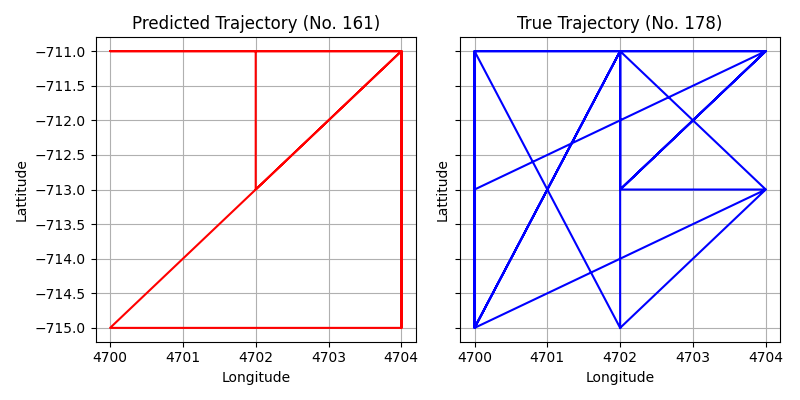 Predicted Trajectory (No. 161)
−711.0
−711.5
−712.0
−712.5
−713.0
−713.5
−714.0
−714.5
−715.0
Lattitude
4700 4701 4702 4703 4704
Longitude
True Trajectory (No. 178)
Lattitude
4700 4701 4702 4703 4704
Longitude